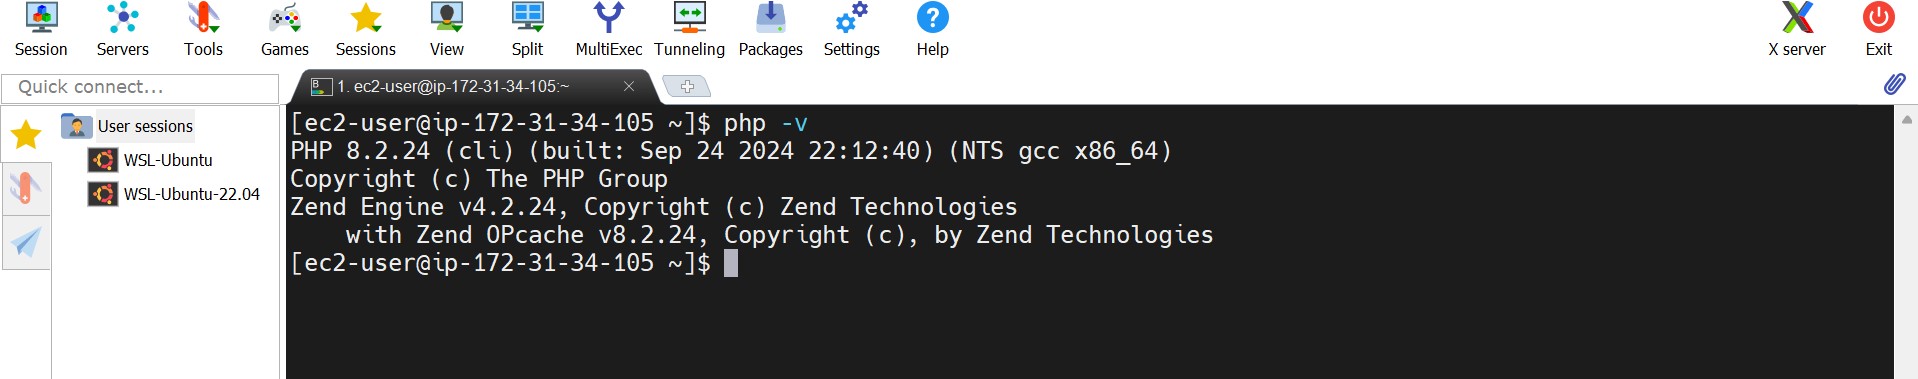 Session Servers Tools Games Sessions View Split MultiExec Tunneling Packages Settings Help X server Exit
Quick connect...
1. ec2-user@ip-172-31-34-105:~
User sessions
WSL-Ubuntu
WSL-Ubuntu-22.04
[ec2-user@ip-172-31-34-105 ~]$ php -v
PHP 8.2.24 (cli) (built: Sep 24 2024 22:12:40) (NTS gcc x86_64)
Copyright (c) The PHP Group
Zend Engine v4.2.24, Copyright (c) Zend Technologies
    with Zend OPcache v8.2.24, Copyright (c), by Zend Technologies
[ec2-user@ip-172-31-34-105 ~]$